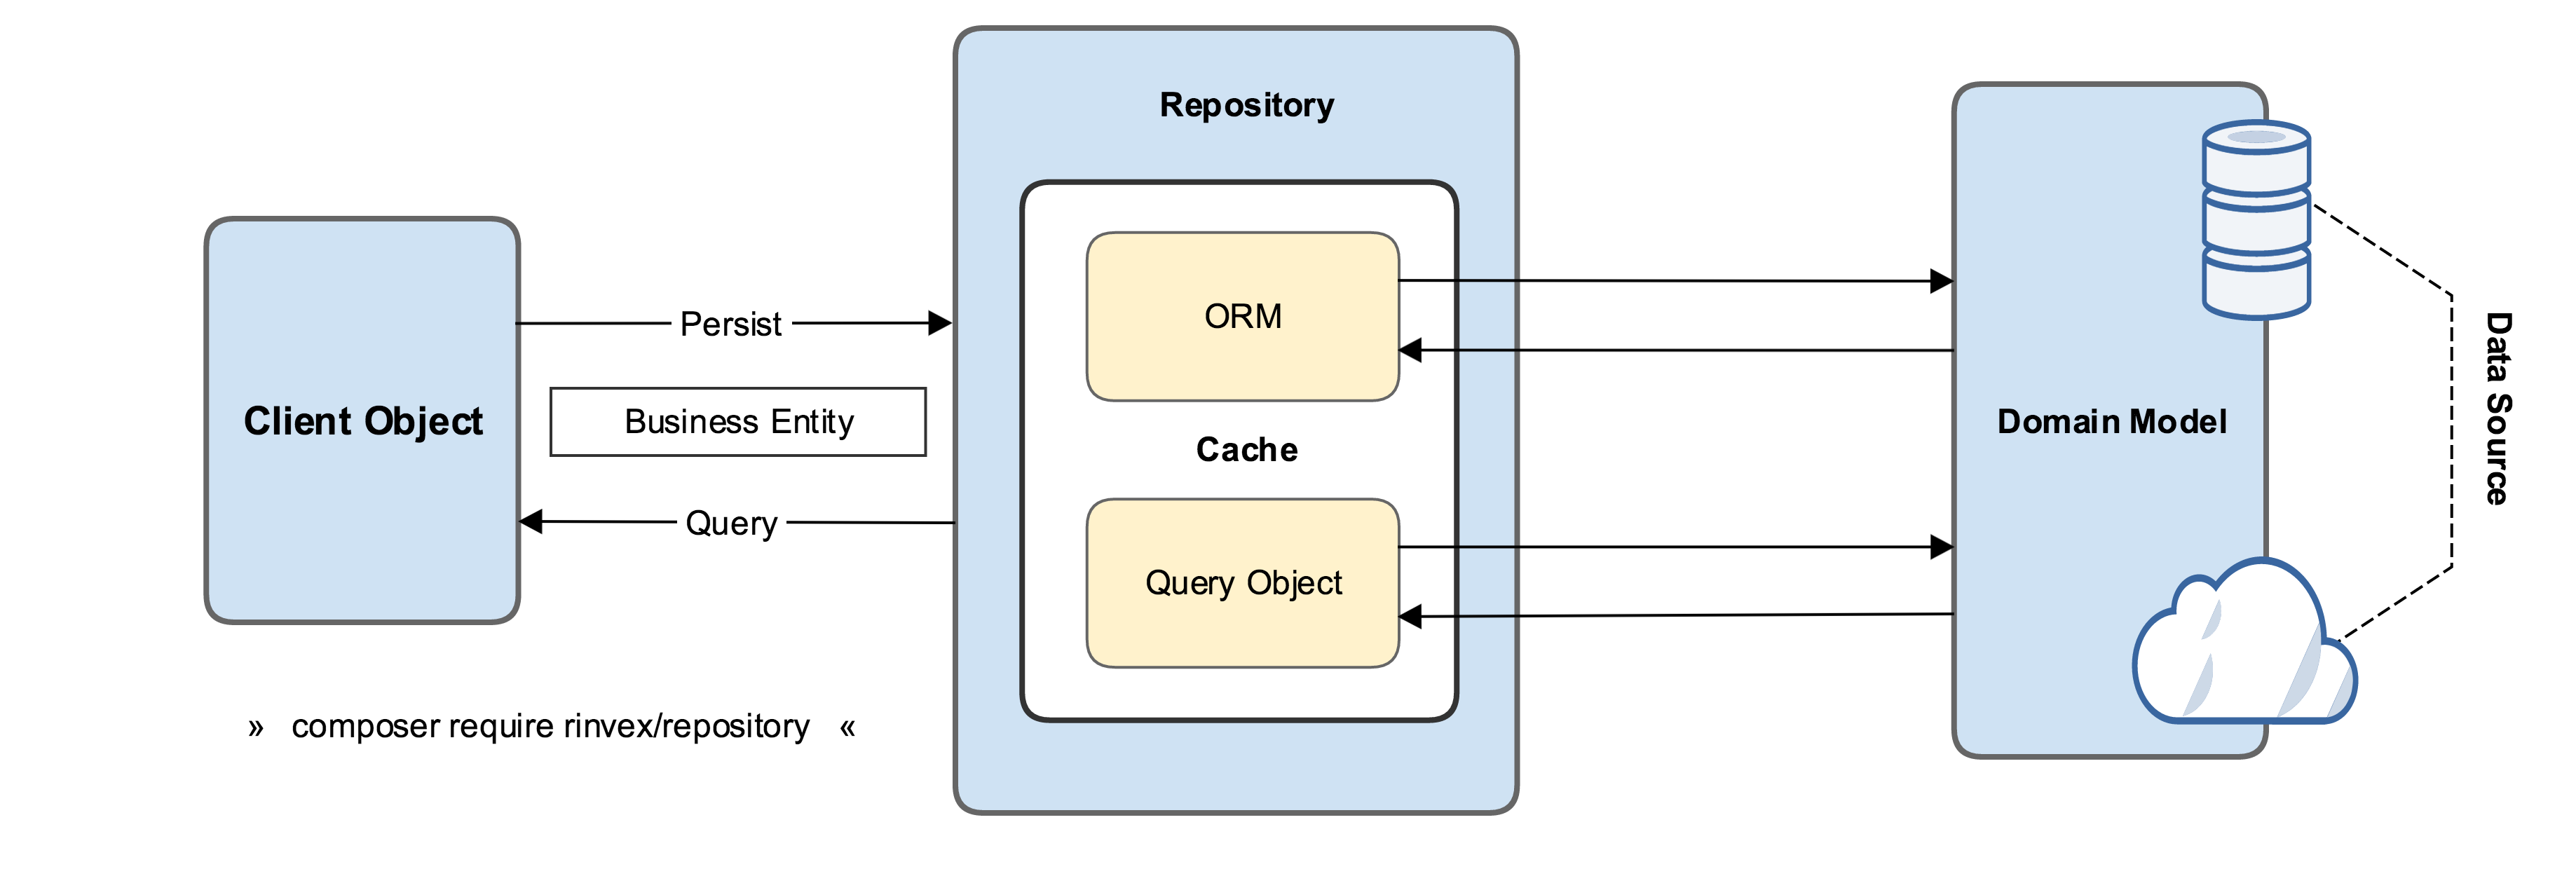 Repository
Client Object
Persist
Business Entity
Query
ORM
Cache
Query Object
Domain Model
Data Source
» composer require rinvex/repository «